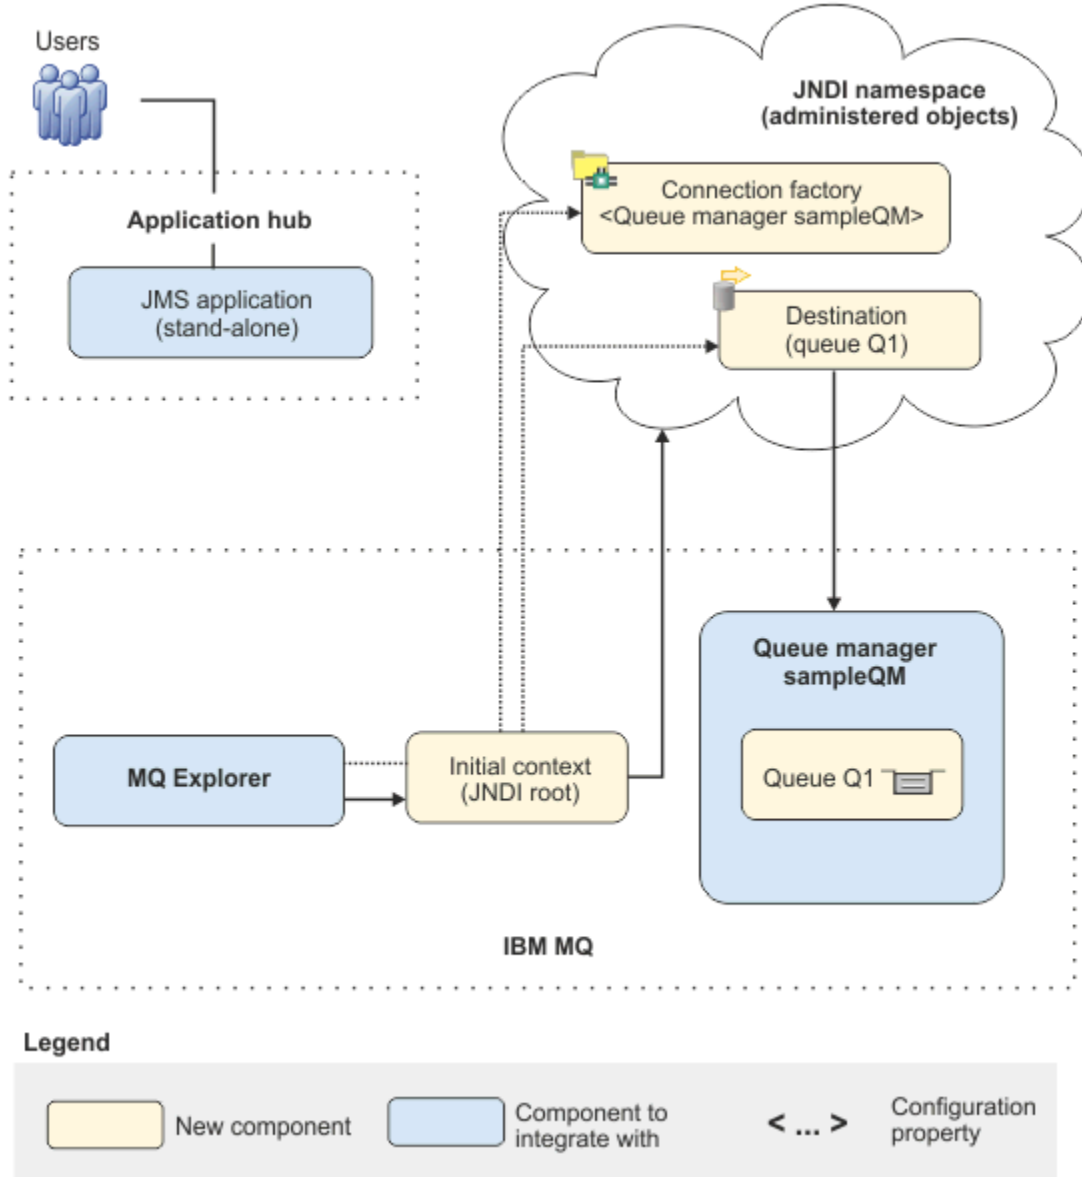 Users
JNDI namespace
(administered objects)
Connection factory
<Queue manager sampleQM>
Application hub
JMS application
(stand-alone)
Destination
(queue Q1)
Queue manager
sampleQM
MQ Explorer
Initial context
(JNDI root)
Queue Q1
IBM MQ
Legend
New component
Component to
integrate with
< ... >
Configuration
property